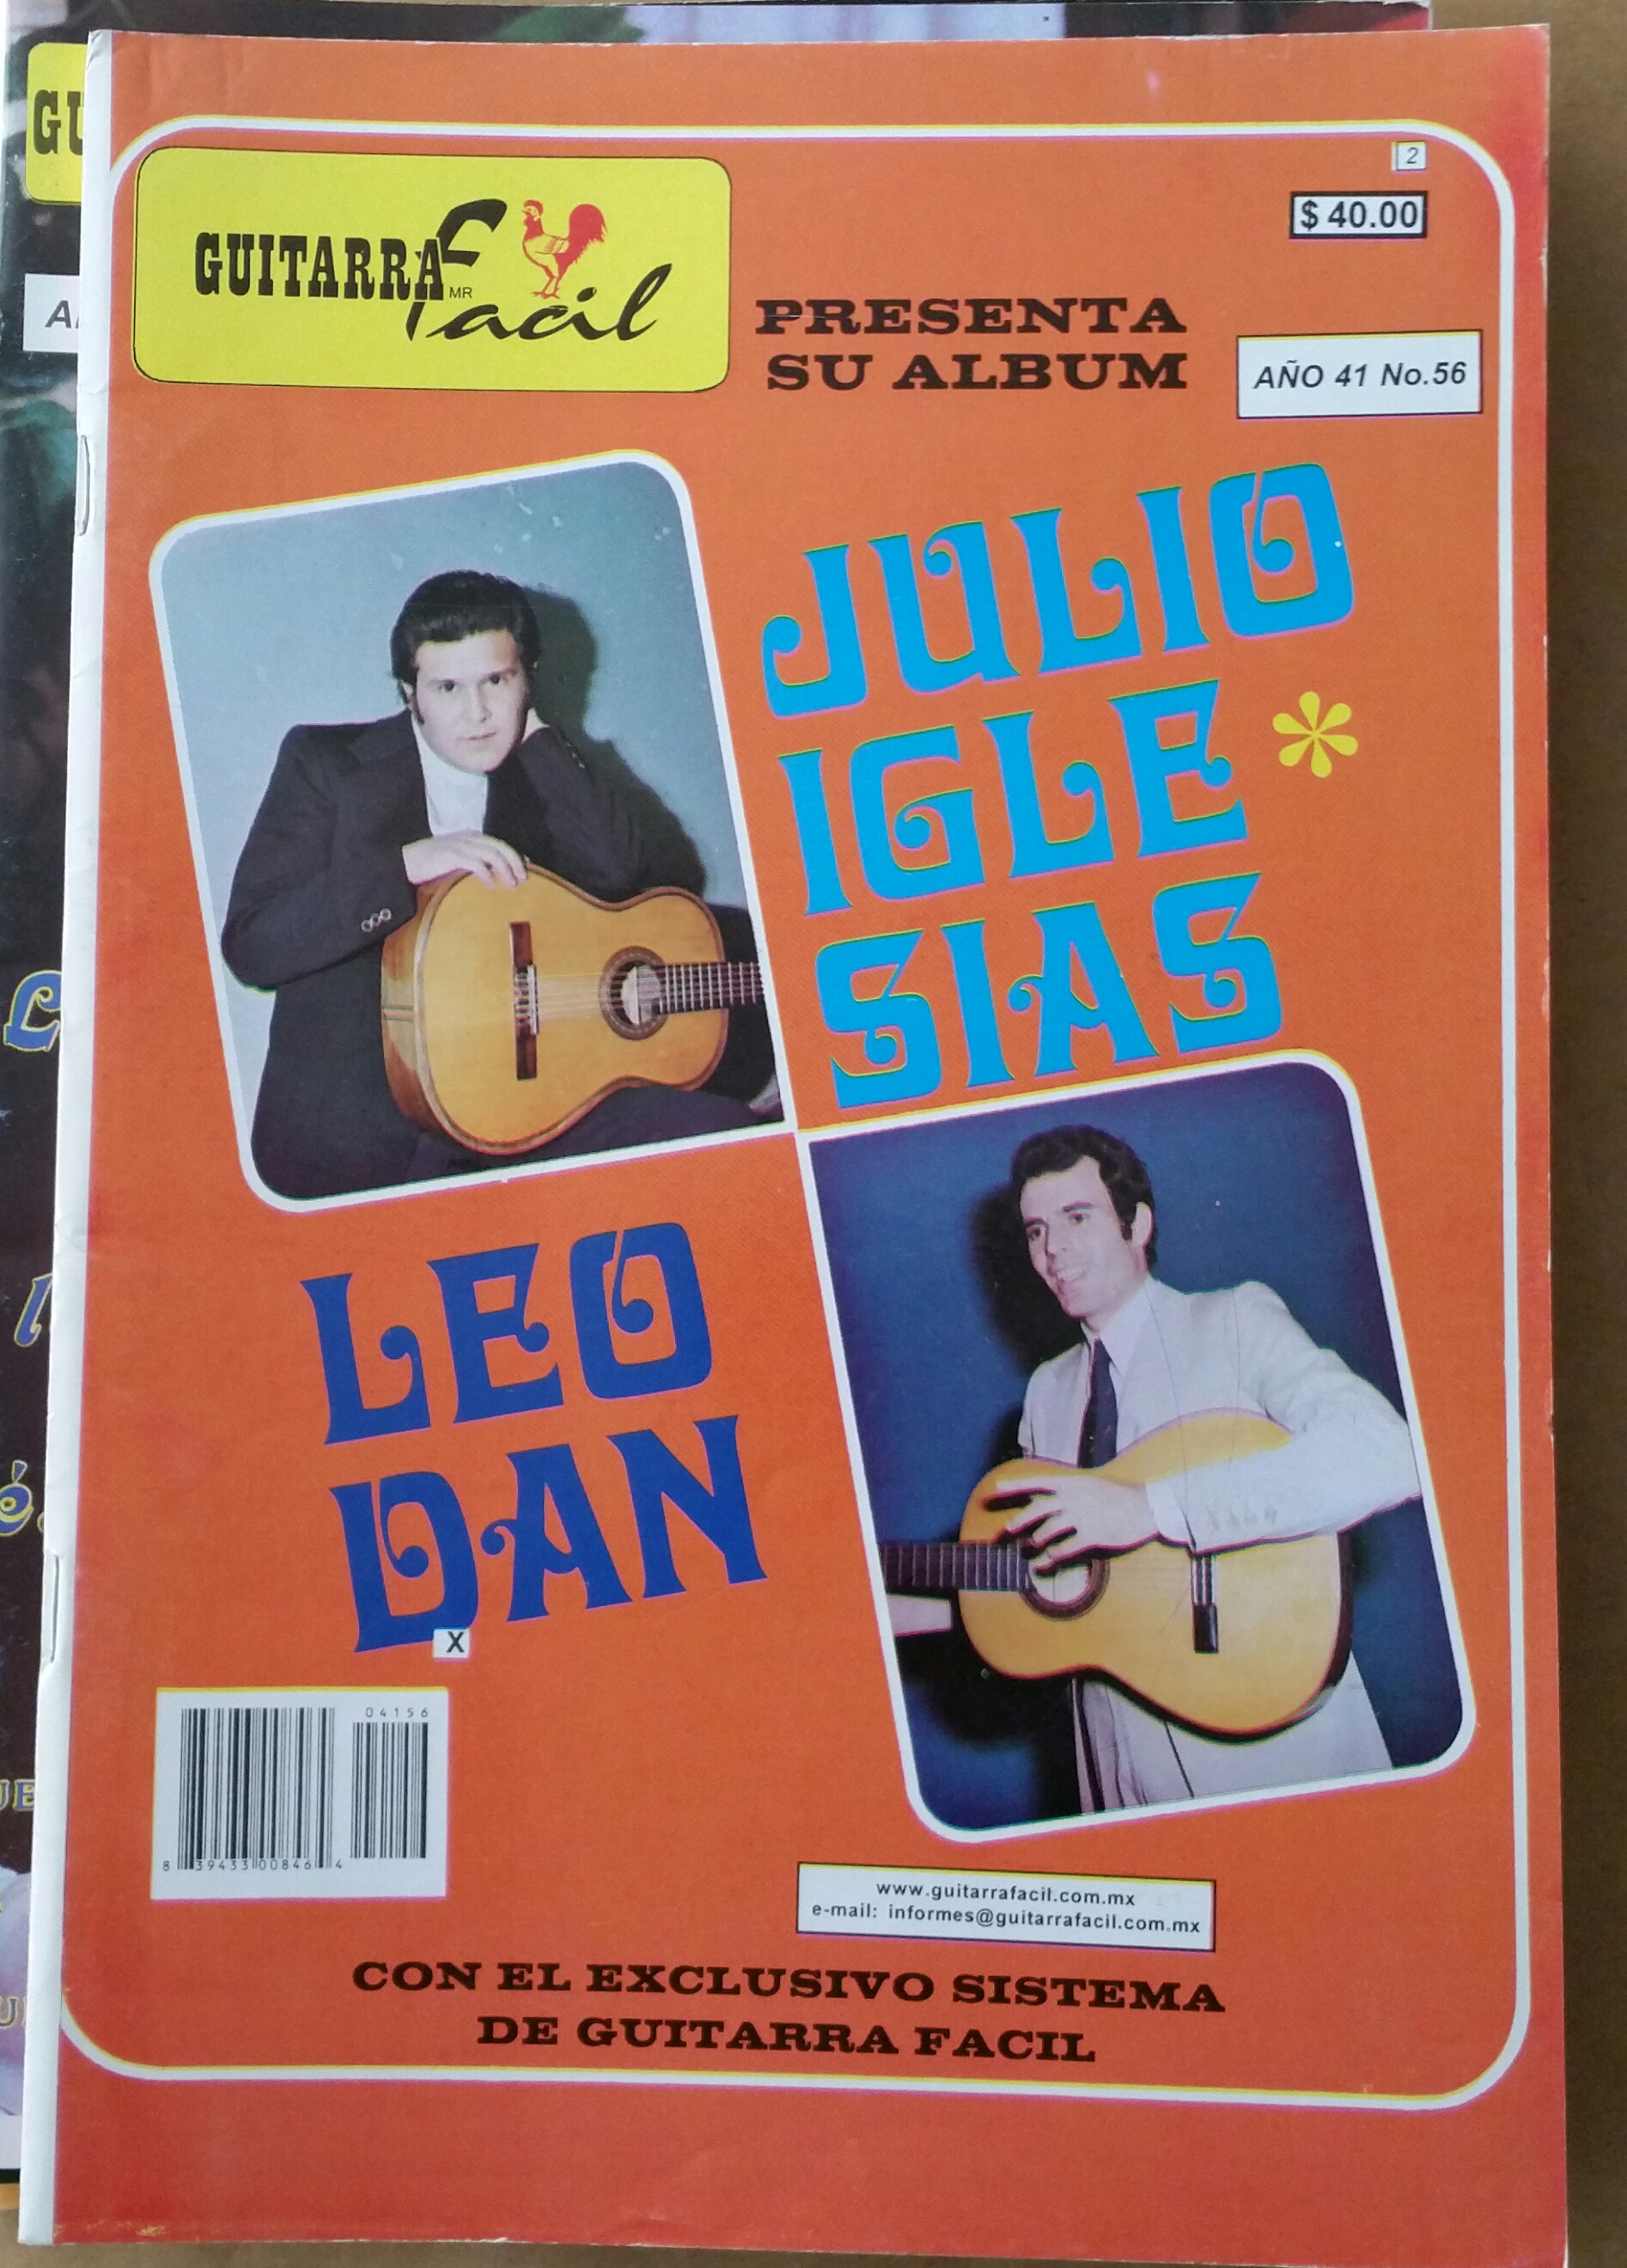 GUITARRA facil
MR
2
$ 40.00
PRESENTA
SU ALBUM
AÑO 41 No.56
JULIO
IGLE *
SIAS
LEO
DAN
X
04156
8 39433 00846 4
www.guitarrafacil.com.mx
e-mail: informes@guitarrafacil.com.mx
CON EL EXCLUSIVO SISTEMA
DE GUITARRA FACIL
GU